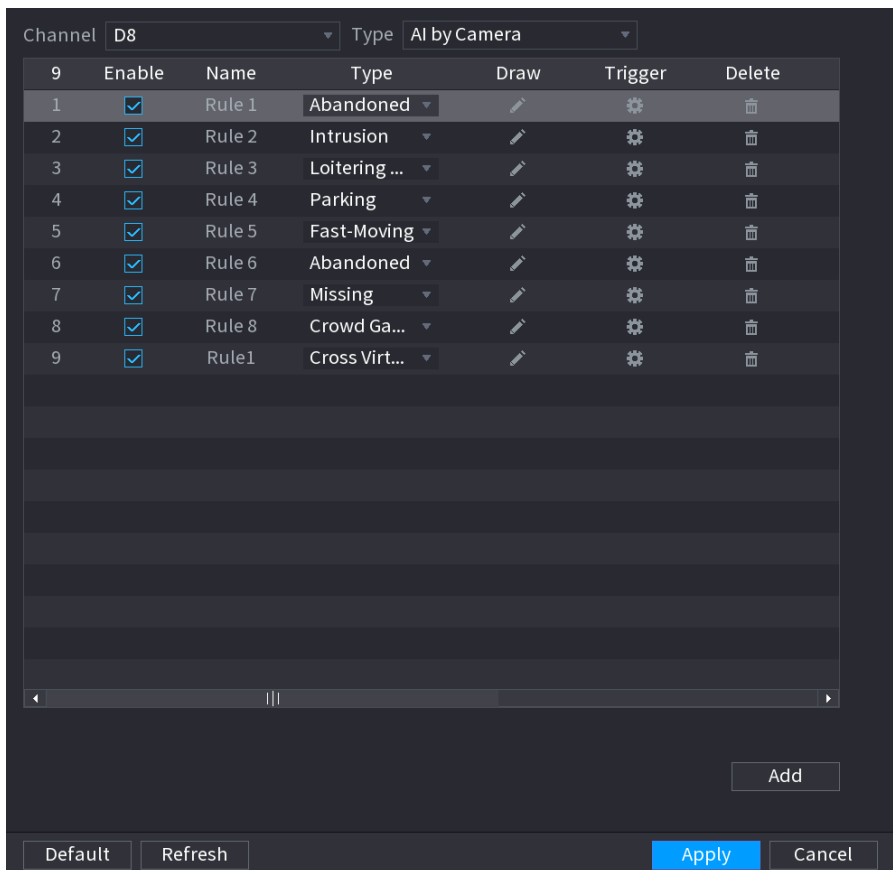 Channel D8 Type AI by Camera
9 Enable Name Type Draw Trigger Delete
1 Rule 1 Abandoned
2 Rule 2 Intrusion
3 Rule 3 Loitering ...
4 Rule 4 Parking
5 Rule 5 Fast-Moving
6 Rule 6 Abandoned
7 Rule 7 Missing
8 Rule 8 Crowd Ga...
9 Rule1 Cross Virt...
Add
Default Refresh Apply Cancel